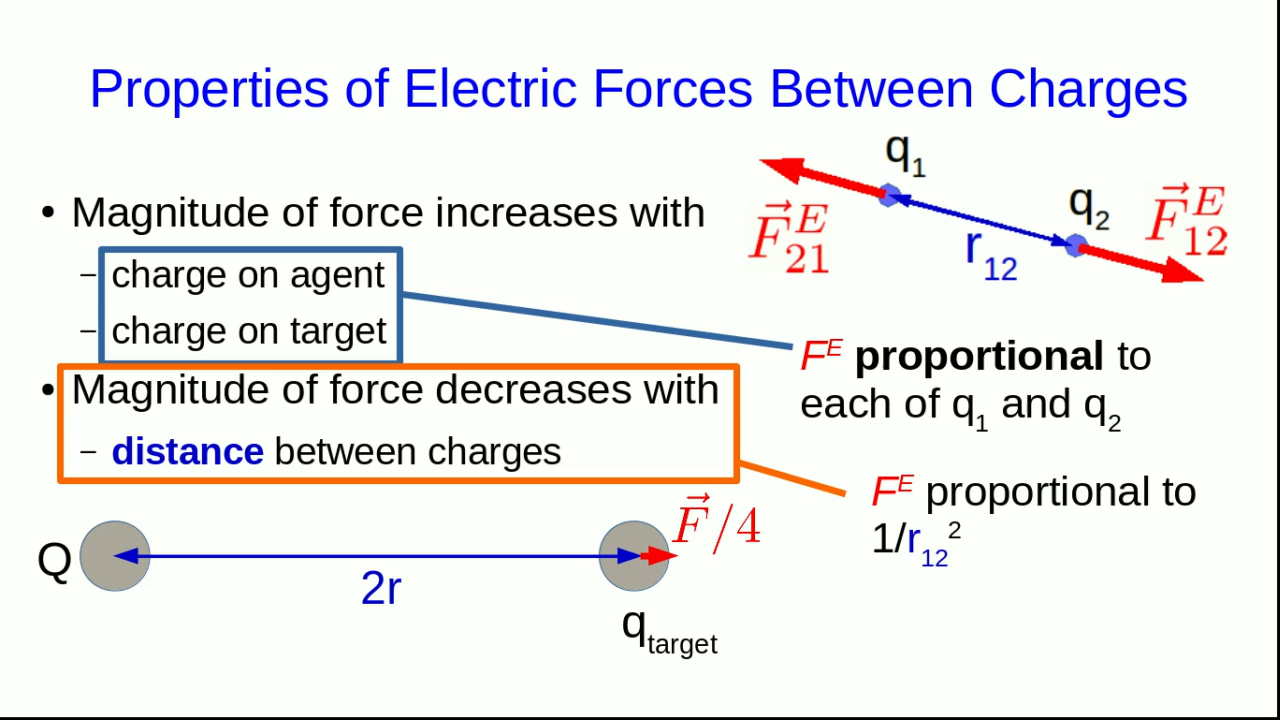 Properties of Electric Forces Between Charges
• Magnitude of force increases with
– charge on agent
– charge on target
• Magnitude of force decreases with
– distance between charges
q₁
q₂
F⃗ᴱ₂₁
F⃗ᴱ₁₂
r₁₂
Fᴱ proportional to
each of q₁ and q₂
Fᴱ proportional to
1/r₁₂²
F⃗/4
Q
2r
q_target